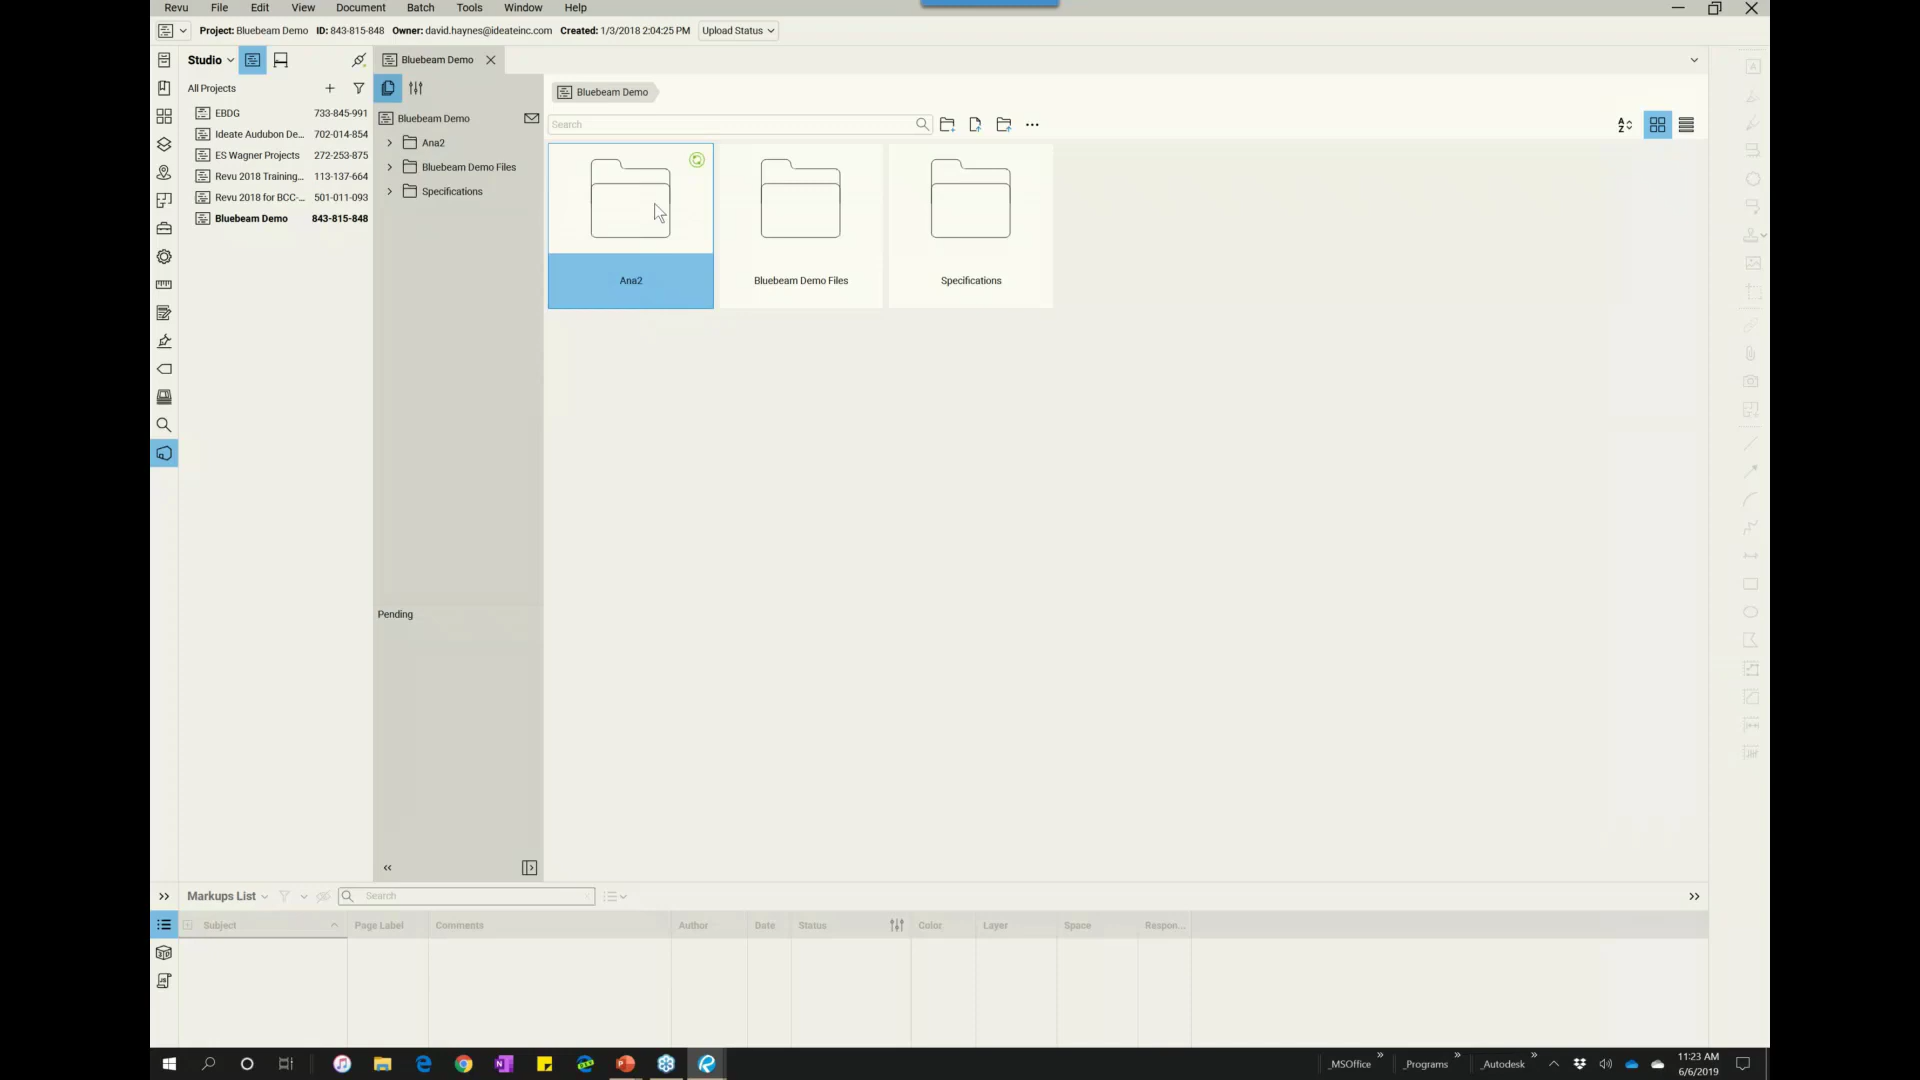 Revu File Edit View Document Batch Tools Window Help
Project: Bluebeam Demo ID: 843-815-848 Owner: david.haynes@ideateinc.com Created: 1/3/2018 2:04:25 PM Upload Status
Studio
All Projects
EBDG 733-845-991
Ideate Audubon De... 702-014-854
ES Wagner Projects 272-253-875
Revu 2018 Training... 113-137-664
Revu 2018 for BCC-... 501-011-093
Bluebeam Demo 843-815-848
Bluebeam Demo
Bluebeam Demo
Ana2
Bluebeam Demo Files
Specifications
Pending
Bluebeam Demo
Search
Ana2 Bluebeam Demo Files Specifications
Markups List Search
Subject Page Label Comments Author Date Status Color Layer Space Respon...
_MSOffice _Programs _Autodesk 11:23 AM
6/6/2019